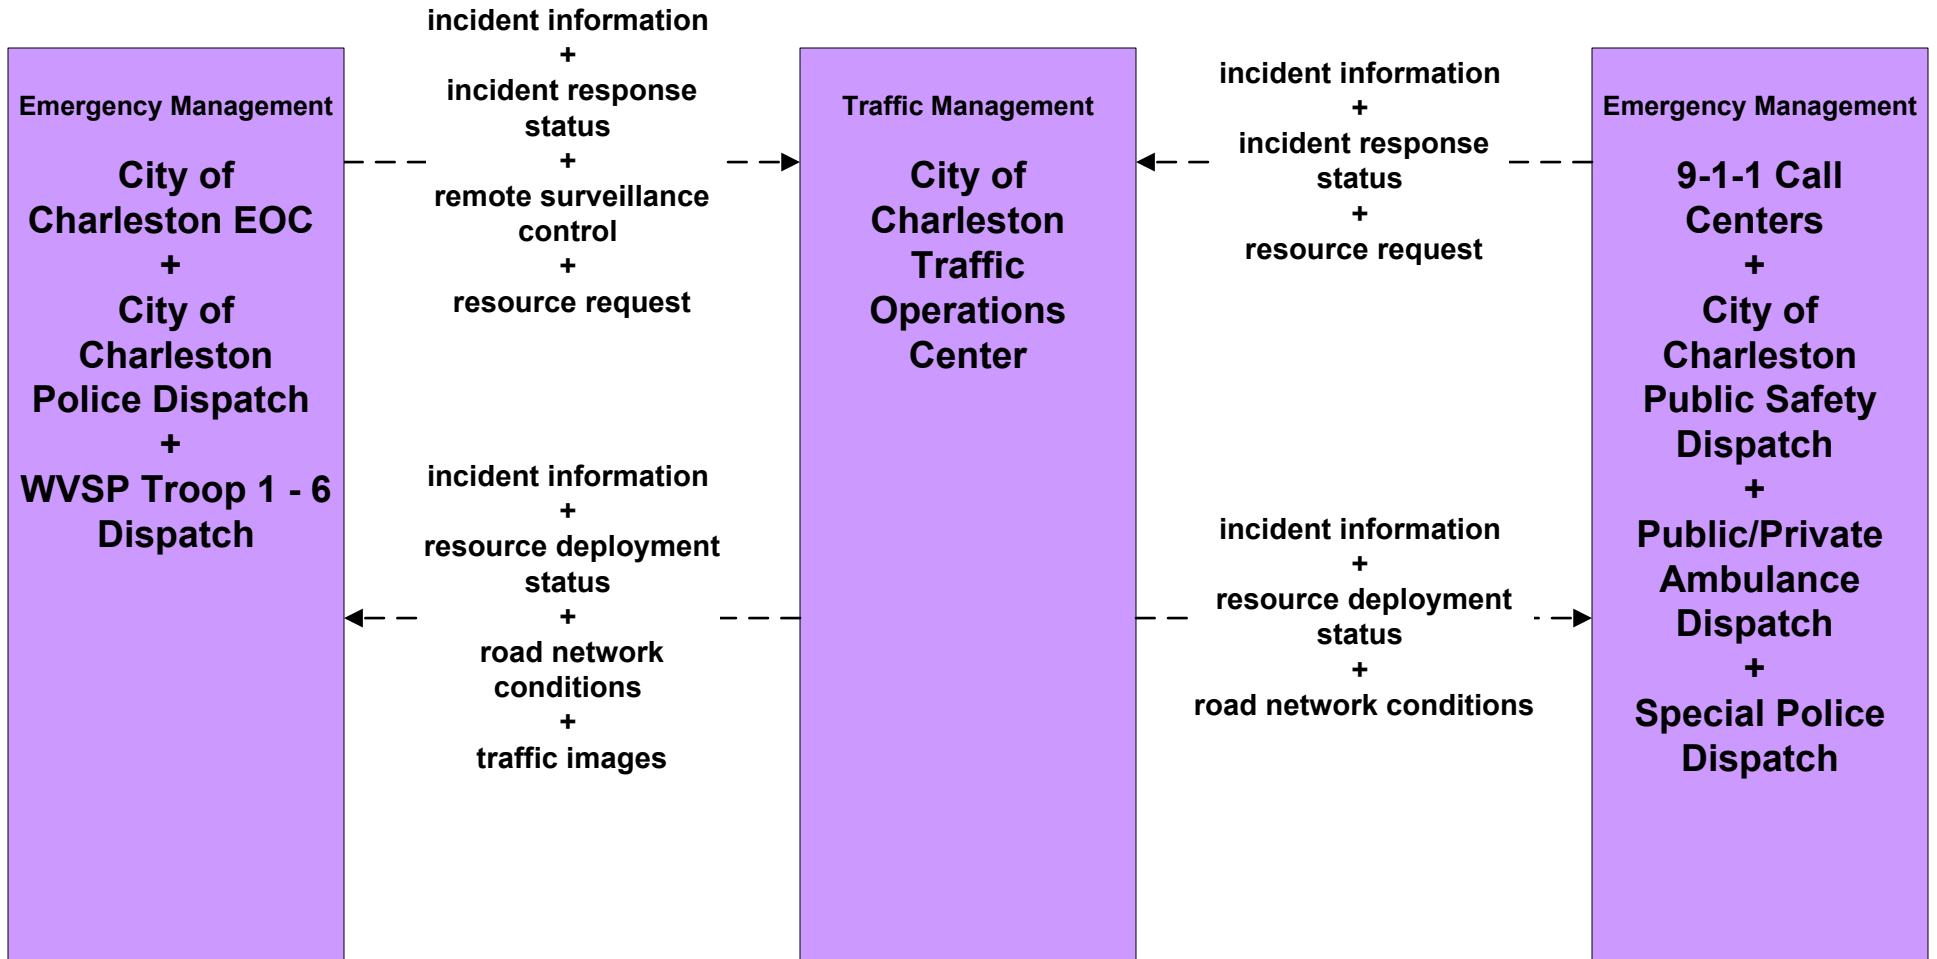 Emergency Management
City of
Charleston EOC
+
City of
Charleston
Police Dispatch
+
WVSP Troop 1 - 6
Dispatch
incident information
+
incident response
status
+
remote surveillance
control
+
resource request
incident information
+
resource deployment
status
+
road network
conditions
+
traffic images
Traffic Management
City of
Charleston
Traffic
Operations
Center
incident information
+
incident response
status
+
resource request
incident information
+
resource deployment
status
+
road network conditions
Emergency Management
9-1-1 Call
Centers
+
City of
Charleston
Public Safety
Dispatch
+
Public/Private
Ambulance
Dispatch
+
Special Police
Dispatch